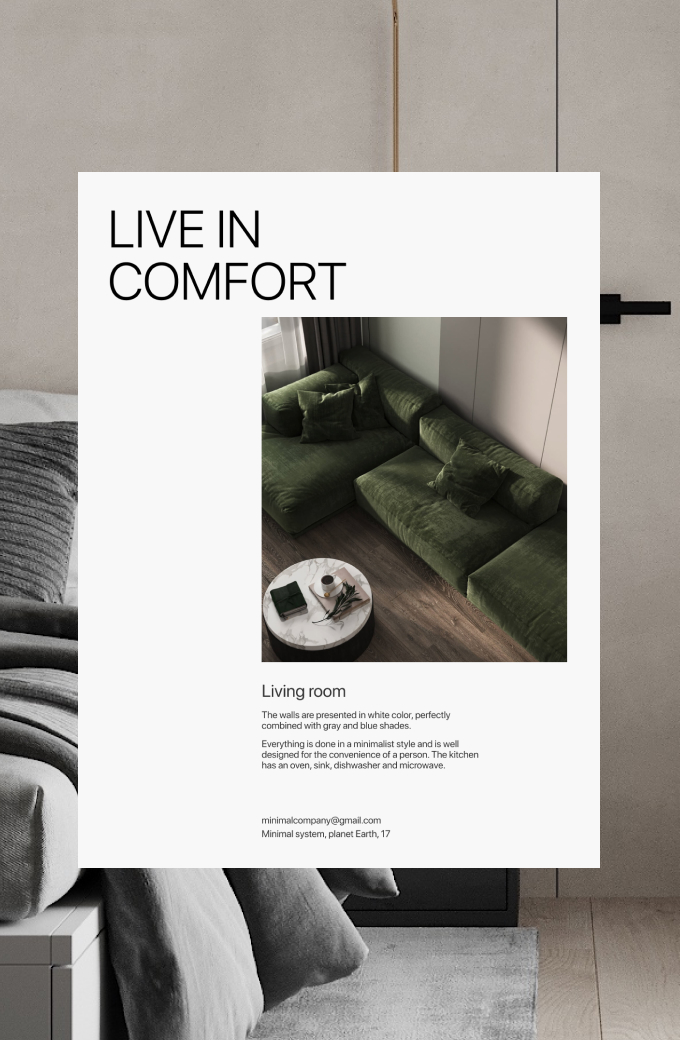 LIVE IN
COMFORT
Living room
The walls are presented in white color, perfectly
combined with gray and blue shades.
Everything is done in a minimalist style and is well
designed for the convenience of a person. The kitchen
has an oven, sink, dishwasher and microwave.
minimalcompany@gmail.com
Minimal system, planet Earth, 17